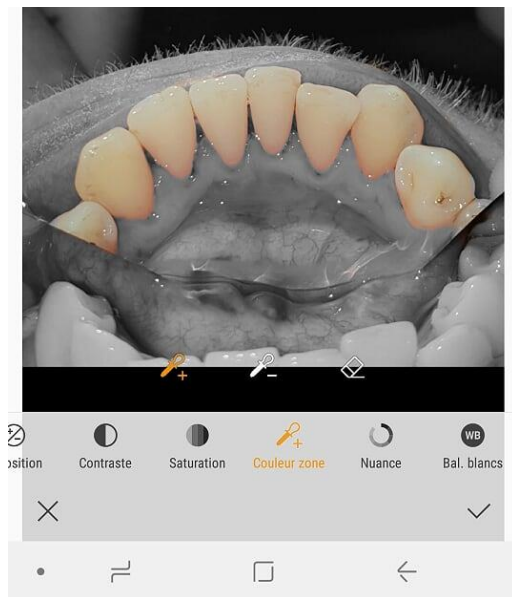 osition
Contraste
Saturation
Couleur zone
Nuance
WB
Bal. blancs